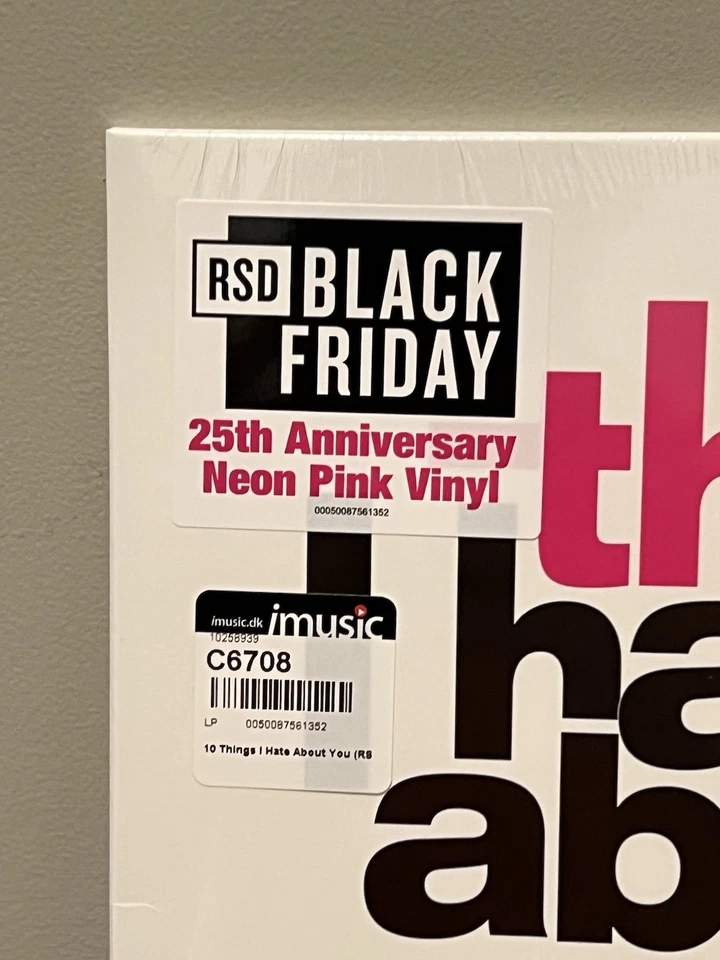 RSD BLACK
FRIDAY
25th Anniversary
Neon Pink Vinyl
00050087561352
th
ha
ab
imusic.dk imusic
10258939
C6708
LP 0050087561352
10 Things I Hate About You (RS